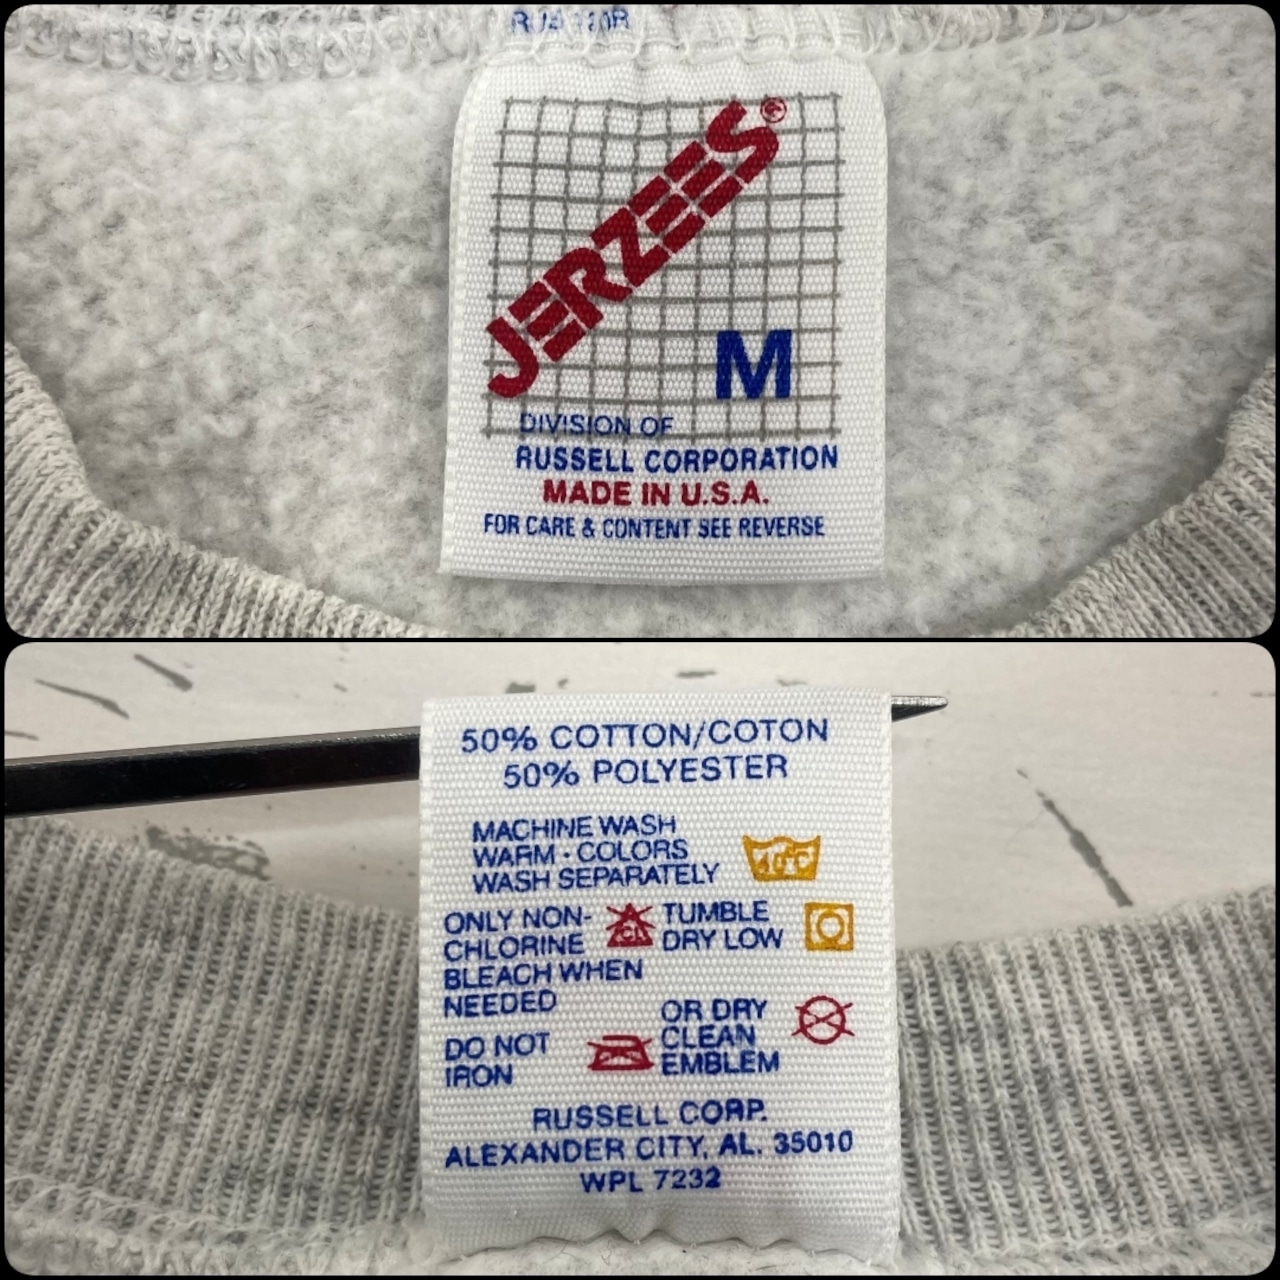 JERZEES®
M
DIVISION OF
RUSSELL CORPORATION
MADE IN U.S.A.
FOR CARE & CONTENT SEE REVERSE
50% COTTON/COTON
50% POLYESTER
MACHINE WASH
WARM - COLORS
WASH SEPARATELY
40°C
ONLY NON-
CHLORINE
BLEACH WHEN
NEEDED
CL
TUMBLE
DRY LOW
DO NOT
IRON
OR DRY
CLEAN
EMBLEM
RUSSELL CORP.
ALEXANDER CITY, AL. 35010
WPL 7232